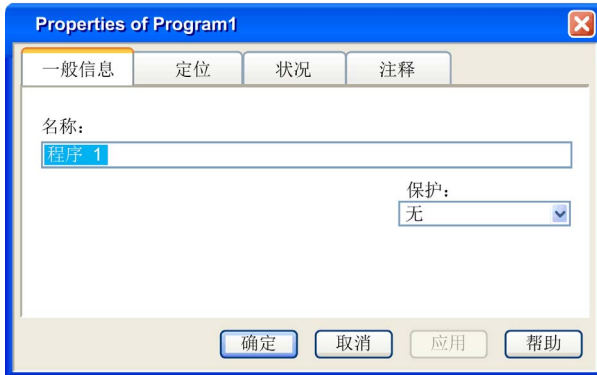 Properties of Program1
一般信息 定位 状况 注释
名称：
程序 1
保护：
无
确定 取消 应用 帮助